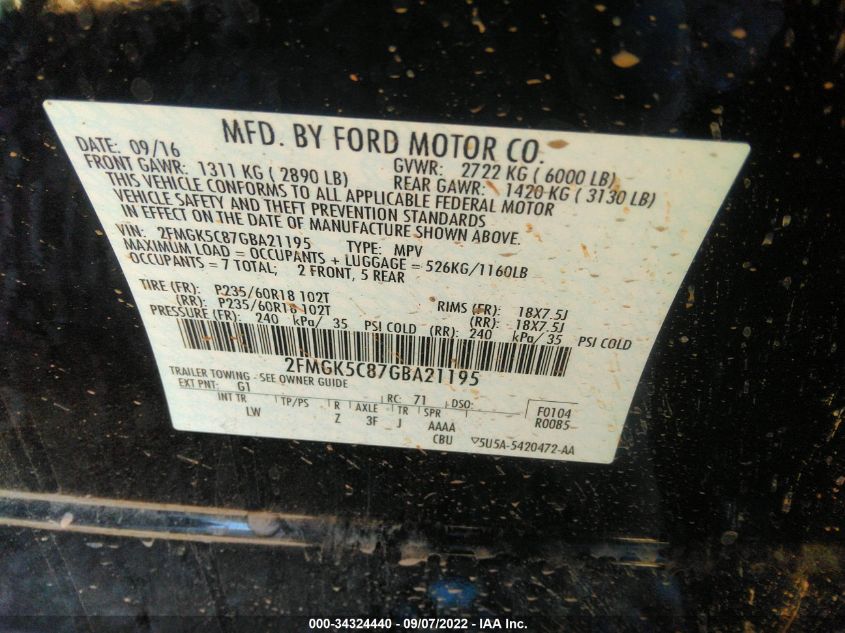 MFD. BY FORD MOTOR CO.
DATE: 09/16 GVWR: 2722 KG ( 6000 LB)
FRONT GAWR: 1311 KG ( 2890 LB) REAR GAWR: 1420 KG ( 3130 LB)
THIS VEHICLE CONFORMS TO ALL APPLICABLE FEDERAL MOTOR
VEHICLE SAFETY AND THEFT PREVENTION STANDARDS
IN EFFECT ON THE DATE OF MANUFACTURE SHOWN ABOVE.
VIN: 2FMGK5C87GBA21195 TYPE: MPV
MAXIMUM LOAD = OCCUPANTS + LUGGAGE = 526KG/1160LB
OCCUPANTS = 7 TOTAL; 2 FRONT, 5 REAR
TIRE (FR): P235/60R18 102T RIMS (FR): 18X7.5J
(RR): P235/60R18 102T (RR): 18X7.5J
PRESSURE (FR): 240 kPa/ 35 PSI COLD (RR): 240 kPa/ 35 PSI COLD
2FMGK5C87GBA21195
TRAILER TOWING - SEE OWNER GUIDE
EXT PNT: G1 RC: 71 DSO: F0104
INT TR TP/PS R AXLE TR SPR R0085
LW Z 3F J AAAA
CBU ▽5U5A-5420472-AA
000-34324440 - 09/07/2022 - IAA Inc.